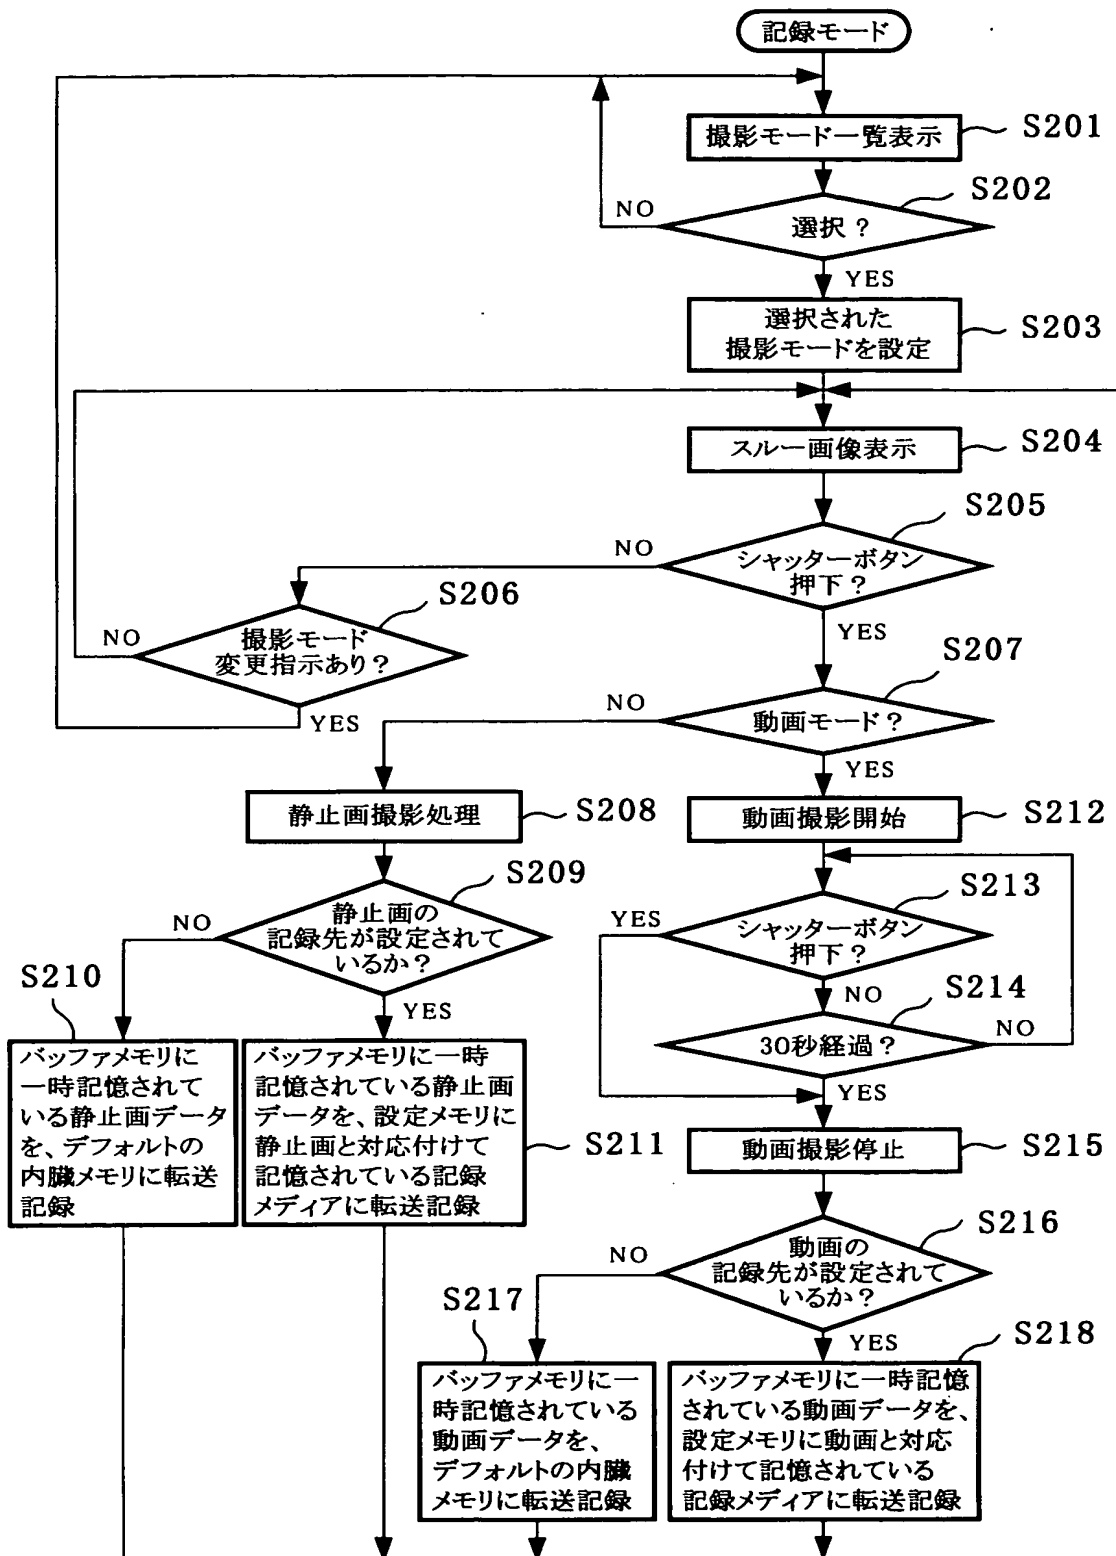 記録モード
撮影モード一覧表示
S201
選択？
S202
NO
YES
選択された
撮影モードを設定
S203
スルー画像表示
S204
シャッターボタン
押下？
S205
NO
YES
撮影モード
変更指示あり？
S206
NO
YES
動画モード？
S207
NO
YES
静止画撮影処理
S208
静止画の
記録先が設定されて
いるか？
S209
NO
YES
S210
バッファメモリに
一時記憶されて
いる静止画データ
を、デフォルトの
内臓メモリに転送
記録
バッファメモリに一時
記憶されている静止画
データを、設定メモリに
静止画と対応付けて
記憶されている記録
メディアに転送記録
S211
動画撮影開始
S212
シャッターボタン
押下？
S213
YES
NO
30秒経過？
S214
NO
YES
動画撮影停止
S215
動画の
記録先が設定されて
いるか？
S216
NO
YES
S217
バッファメモリに一
時記憶されている
動画データを、
デフォルトの内臓
メモリに転送記録
S218
バッファメモリに一時記憶
されている動画データを、
設定メモリに動画と対応
付けて記憶されている
記録メディアに転送記録